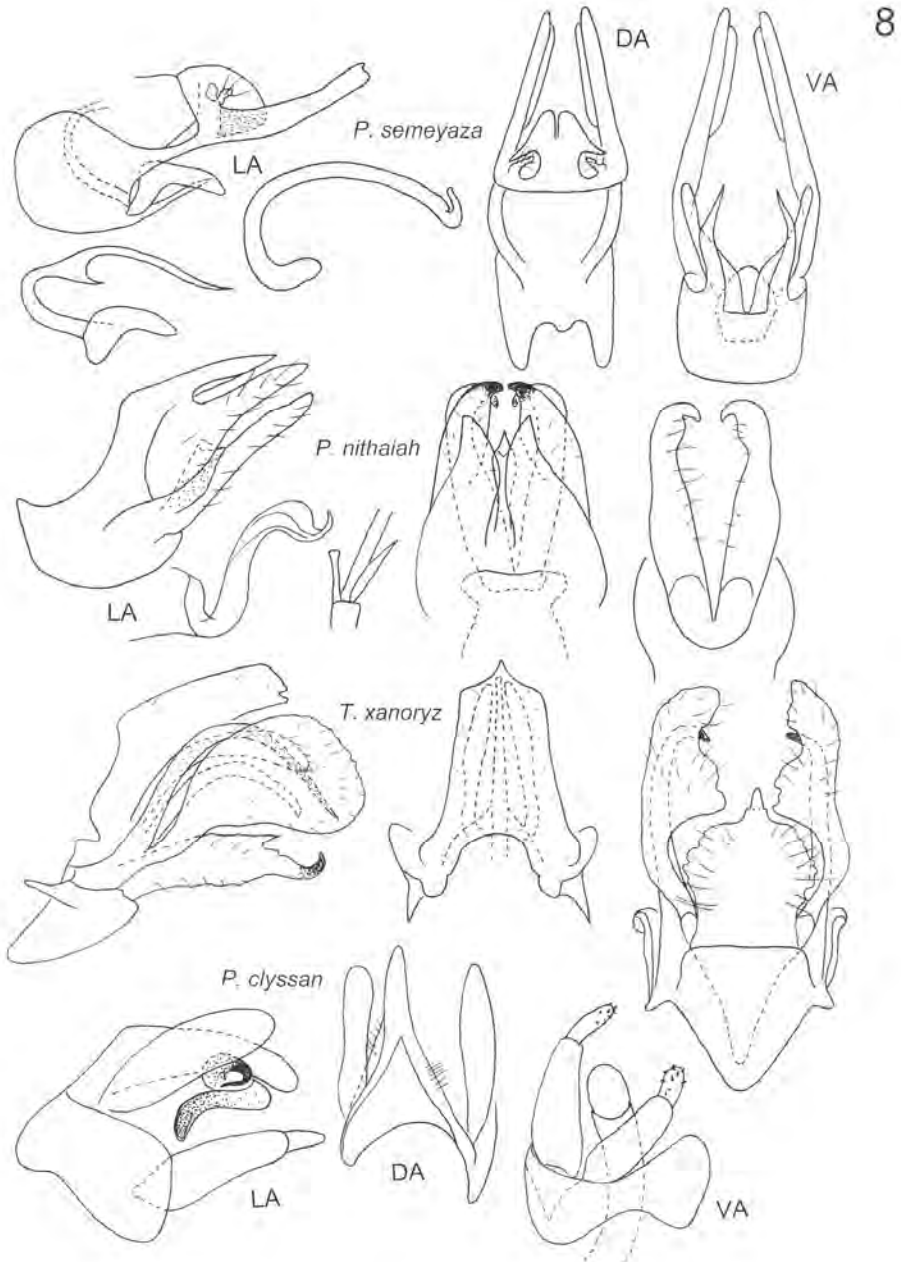 8
DA
VA
P. semeyaza
LA
P. nithaiah
LA
T. xanoryz
P. clyssan
LA
DA
VA